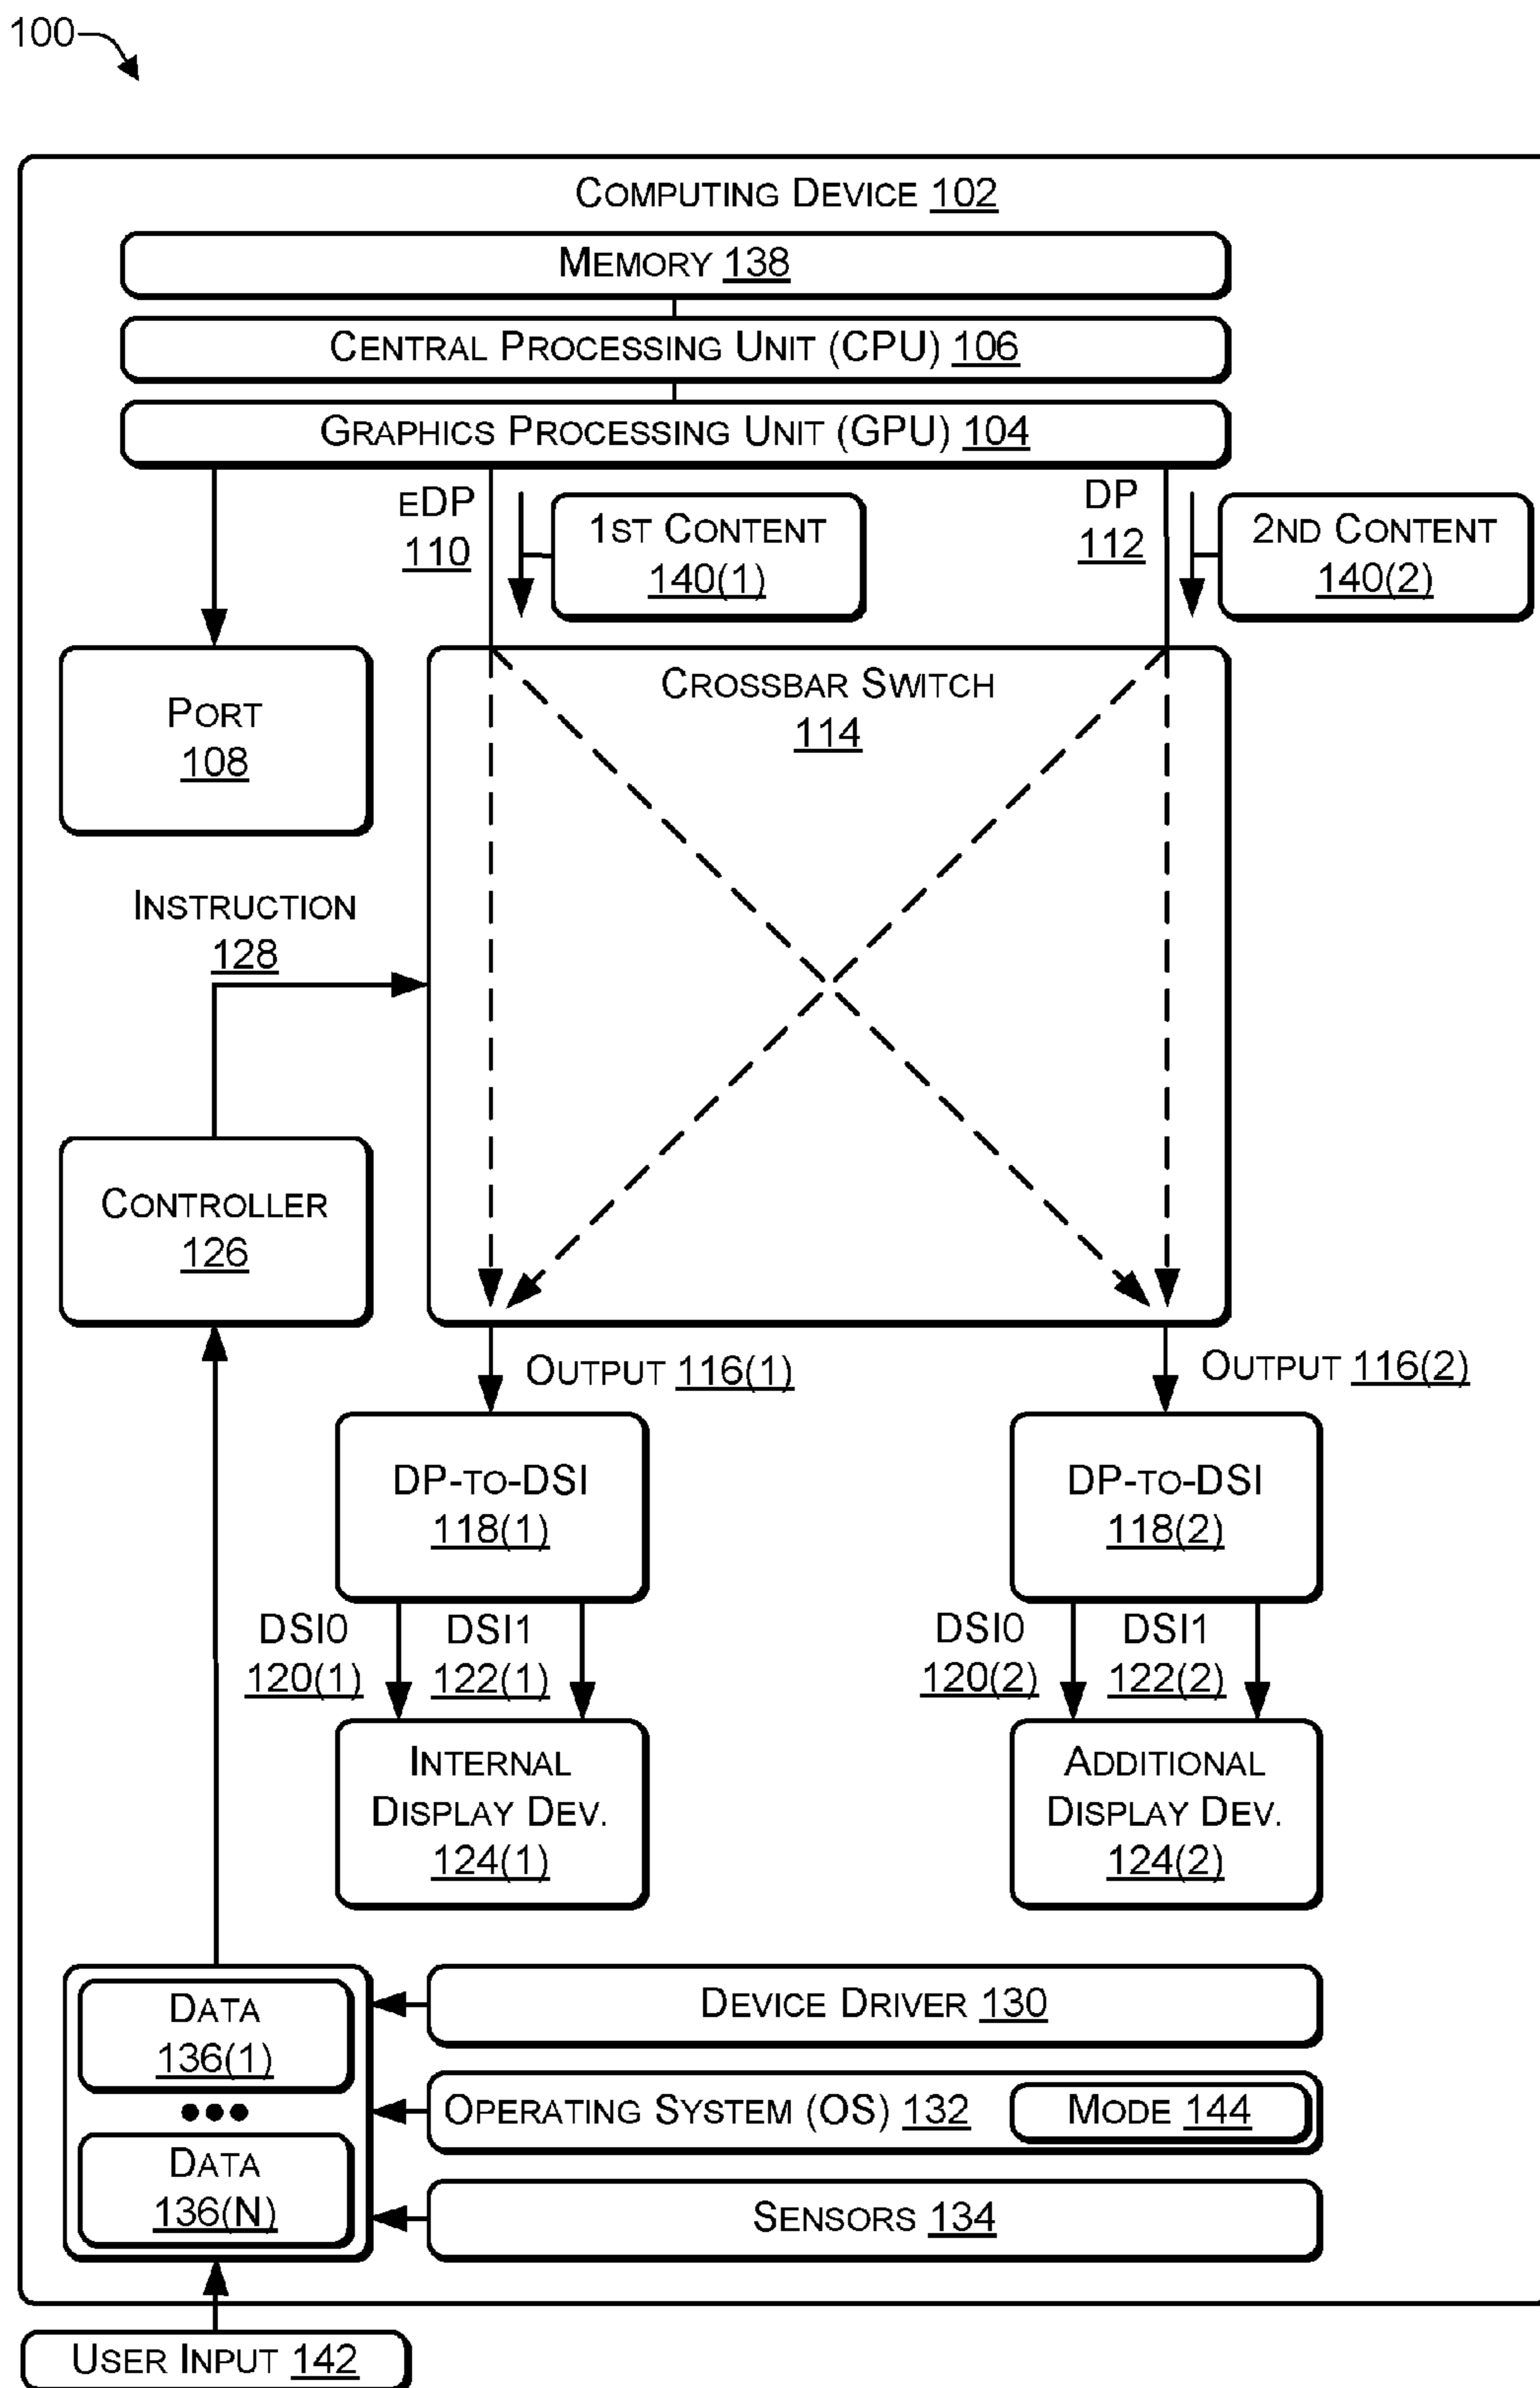 100
COMPUTING DEVICE 102
MEMORY 138
CENTRAL PROCESSING UNIT (CPU) 106
GRAPHICS PROCESSING UNIT (GPU) 104
EDP
110
1ST CONTENT
140(1)
DP
112
2ND CONTENT
140(2)
PORT
108
CROSSBAR SWITCH
114
INSTRUCTION
128
CONTROLLER
126
OUTPUT 116(1)
OUTPUT 116(2)
DP-TO-DSI
118(1)
DP-TO-DSI
118(2)
DSI0
120(1)
DSI1
122(1)
DSI0
120(2)
DSI1
122(2)
INTERNAL
DISPLAY DEV.
124(1)
ADDITIONAL
DISPLAY DEV.
124(2)
DATA
136(1)
DEVICE DRIVER 130
OPERATING SYSTEM (OS) 132
MODE 144
DATA
136(N)
SENSORS 134
USER INPUT 142